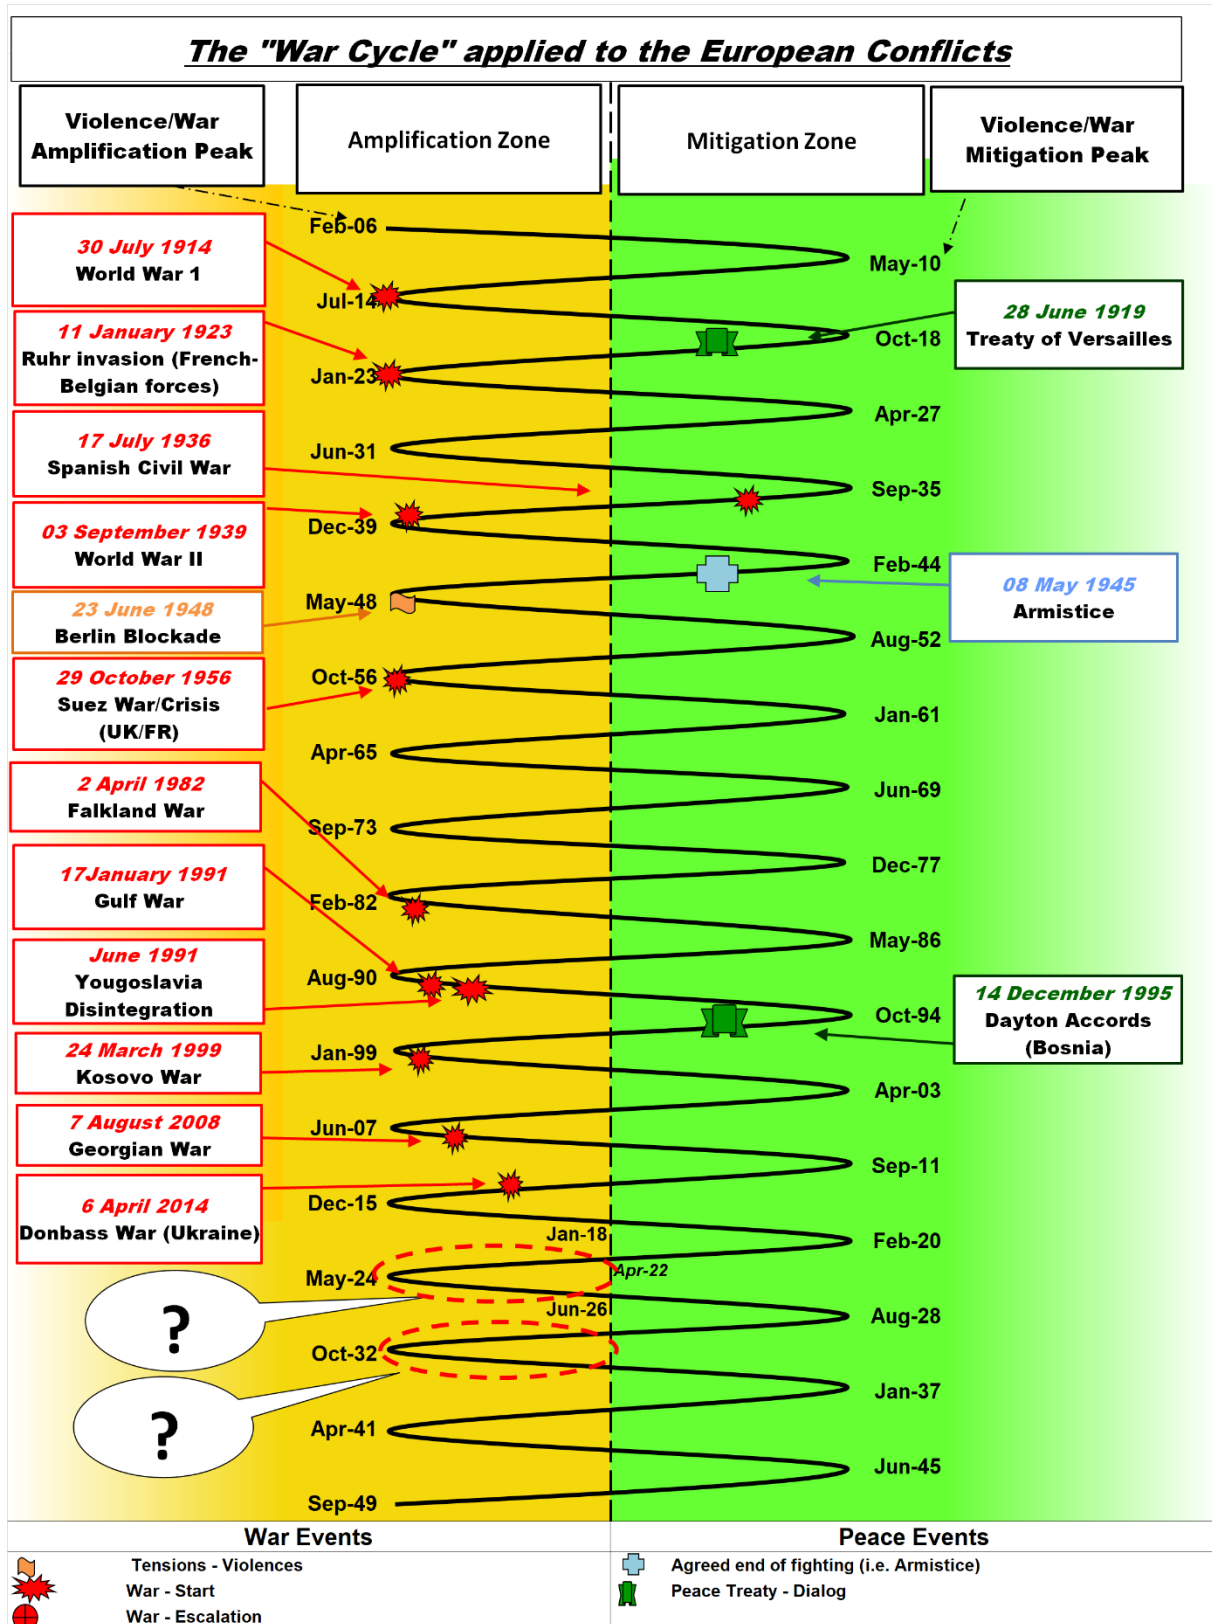 The "War Cycle" applied to the European Conflicts
Violence/War
Amplification Peak
Amplification Zone
Mitigation Zone
Violence/War
Mitigation Peak
Feb-06
May-10
30 July 1914
World War 1
Jul-14
28 June 1919
Treaty of Versailles
Oct-18
11 January 1923
Ruhr invasion (French-
Belgian forces)
Jan-23
Apr-27
17 July 1936
Spanish Civil War
Jun-31
Sep-35
03 September 1939
World War II
Dec-39
Feb-44
08 May 1945
Armistice
23 June 1948
Berlin Blockade
May-48
Aug-52
29 October 1956
Suez War/Crisis
(UK/FR)
Oct-56
Jan-61
Apr-65
2 April 1982
Falkland War
Jun-69
Sep-73
Dec-77
17January 1991
Gulf War
Feb-82
May-86
June 1991
Yougoslavia
Disintegration
Aug-90
Oct-94
14 December 1995
Dayton Accords
(Bosnia)
24 March 1999
Kosovo War
Jan-99
Apr-03
7 August 2008
Georgian War
Jun-07
Sep-11
6 April 2014
Donbass War (Ukraine)
Dec-15
Jan-18
Feb-20
Apr-22
May-24
?
Jun-26
Aug-28
Oct-32
Jan-37
?
Apr-41
Jun-45
Sep-49
War Events
Peace Events
Tensions - Violences
Agreed end of fighting (i.e. Armistice)
War - Start
Peace Treaty - Dialog
War - Escalation